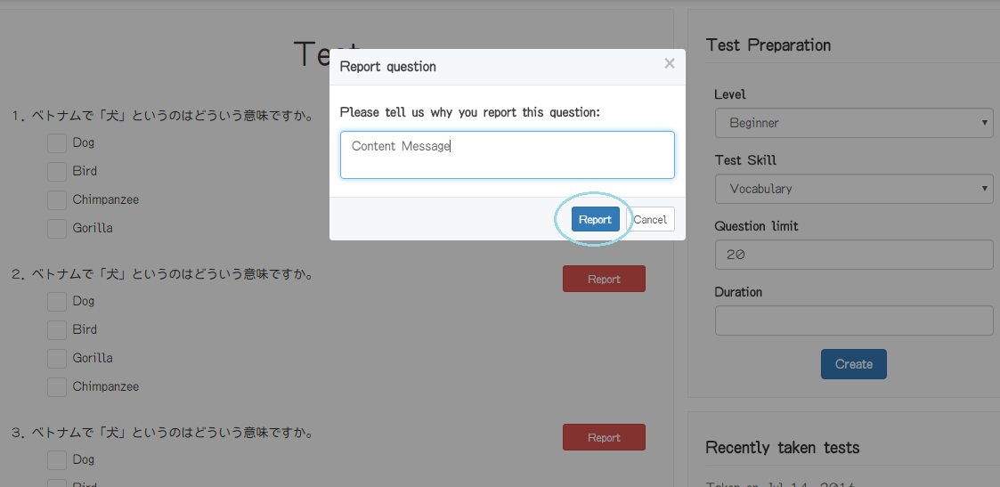 Test
Report question
×
Please tell us why you report this question:
Content Message
Report
Cancel
1. ベトナムで「犬」というのはどういう意味ですか。
Dog
Bird
Chimpanzee
Gorilla
2. ベトナムで「犬」というのはどういう意味ですか。
Report
Dog
Bird
Gorilla
Chimpanzee
3. ベトナムで「犬」というのはどういう意味ですか。
Report
Dog
Bird
Test Preparation
Level
Beginner
Test Skill
Vocabulary
Question limit
20
Duration
Create
Recently taken tests
Taken on Jul 14, 2016